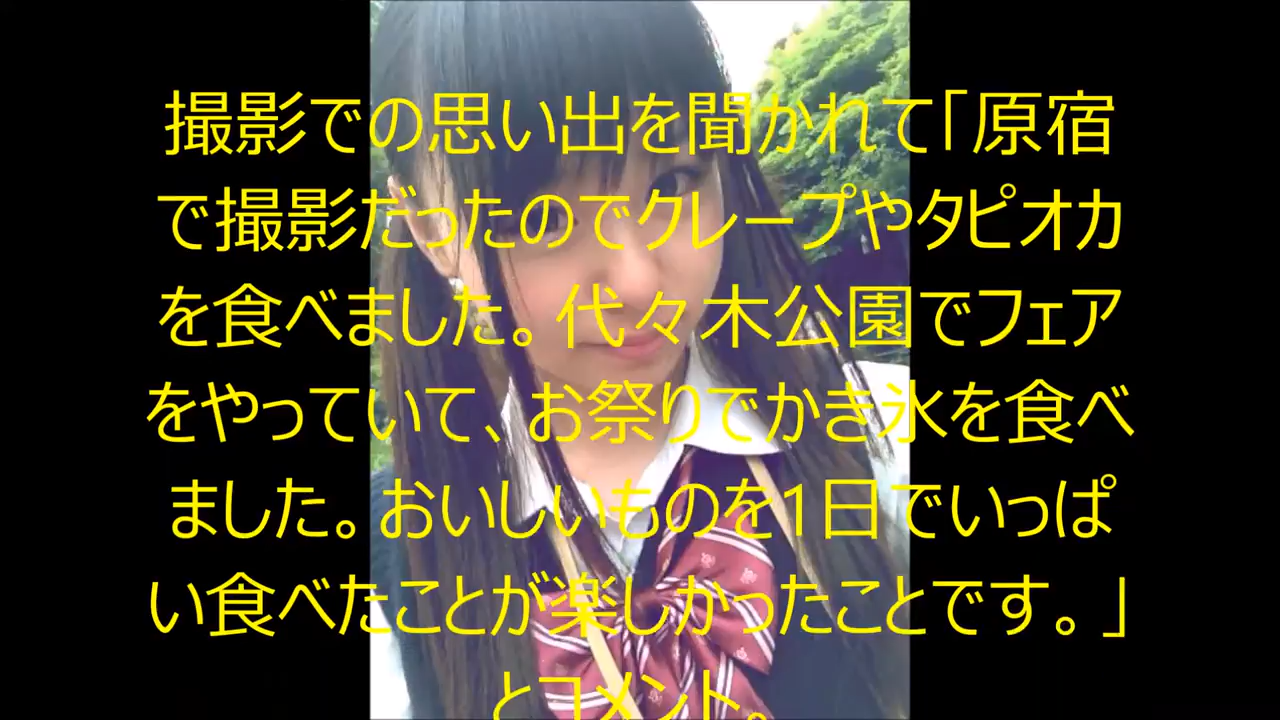 撮影での思い出を聞かれて「原宿
で撮影だったのでクレープやタピオカ
を食べました。代々木公園でフェア
をやっていて、お祭りでかき氷を食べ
ました。おいしいものを1日でいっぱ
い食べたことが楽しかったことです。」
とコメント。